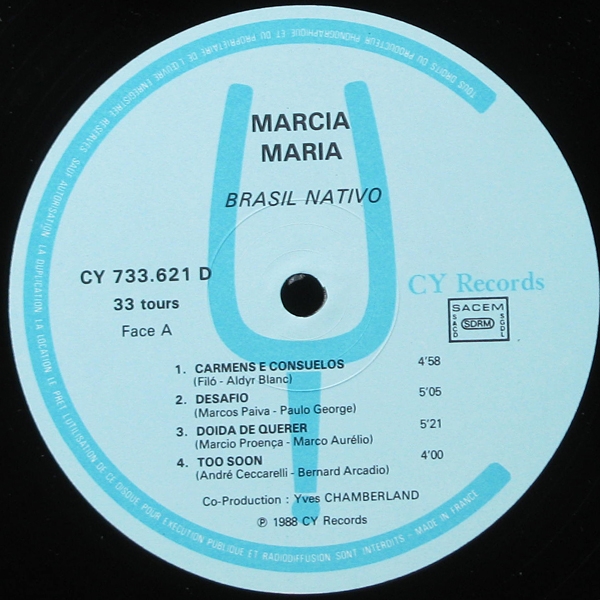 TOUS DROITS DU PRODUCTEUR PHONOGRAPHIQUE ET DU PROPRIETAIRE DE L'ŒUVRE ENREGISTREE RESERVES. SAUF AUTORISATION LA DUPLICATION, LA LOCATION, LE PRET, L'UTILISATION DE CE DISQUE POUR EXECUTION PUBLIQUE ET RADIODIFFUSION SONT INTERDITS - MADE IN FRANCE
MARCIA
MARIA
BRASIL NATIVO
CY 733.621 D
33 tours
Face A
CY Records
SACEM
SACD SDRM SGDL
1. CARMENS E CONSUELOS 4'58
(Filó - Aldyr Blanc)
2. DESAFIO 5'05
(Marcos Paiva - Paulo George)
3. DOIDA DE QUERER 5'21
(Marcio Proença - Marco Aurélio)
4. TOO SOON 4'00
(André Ceccarelli - Bernard Arcadio)
Co-Production : Yves CHAMBERLAND
℗ 1988 CY Records